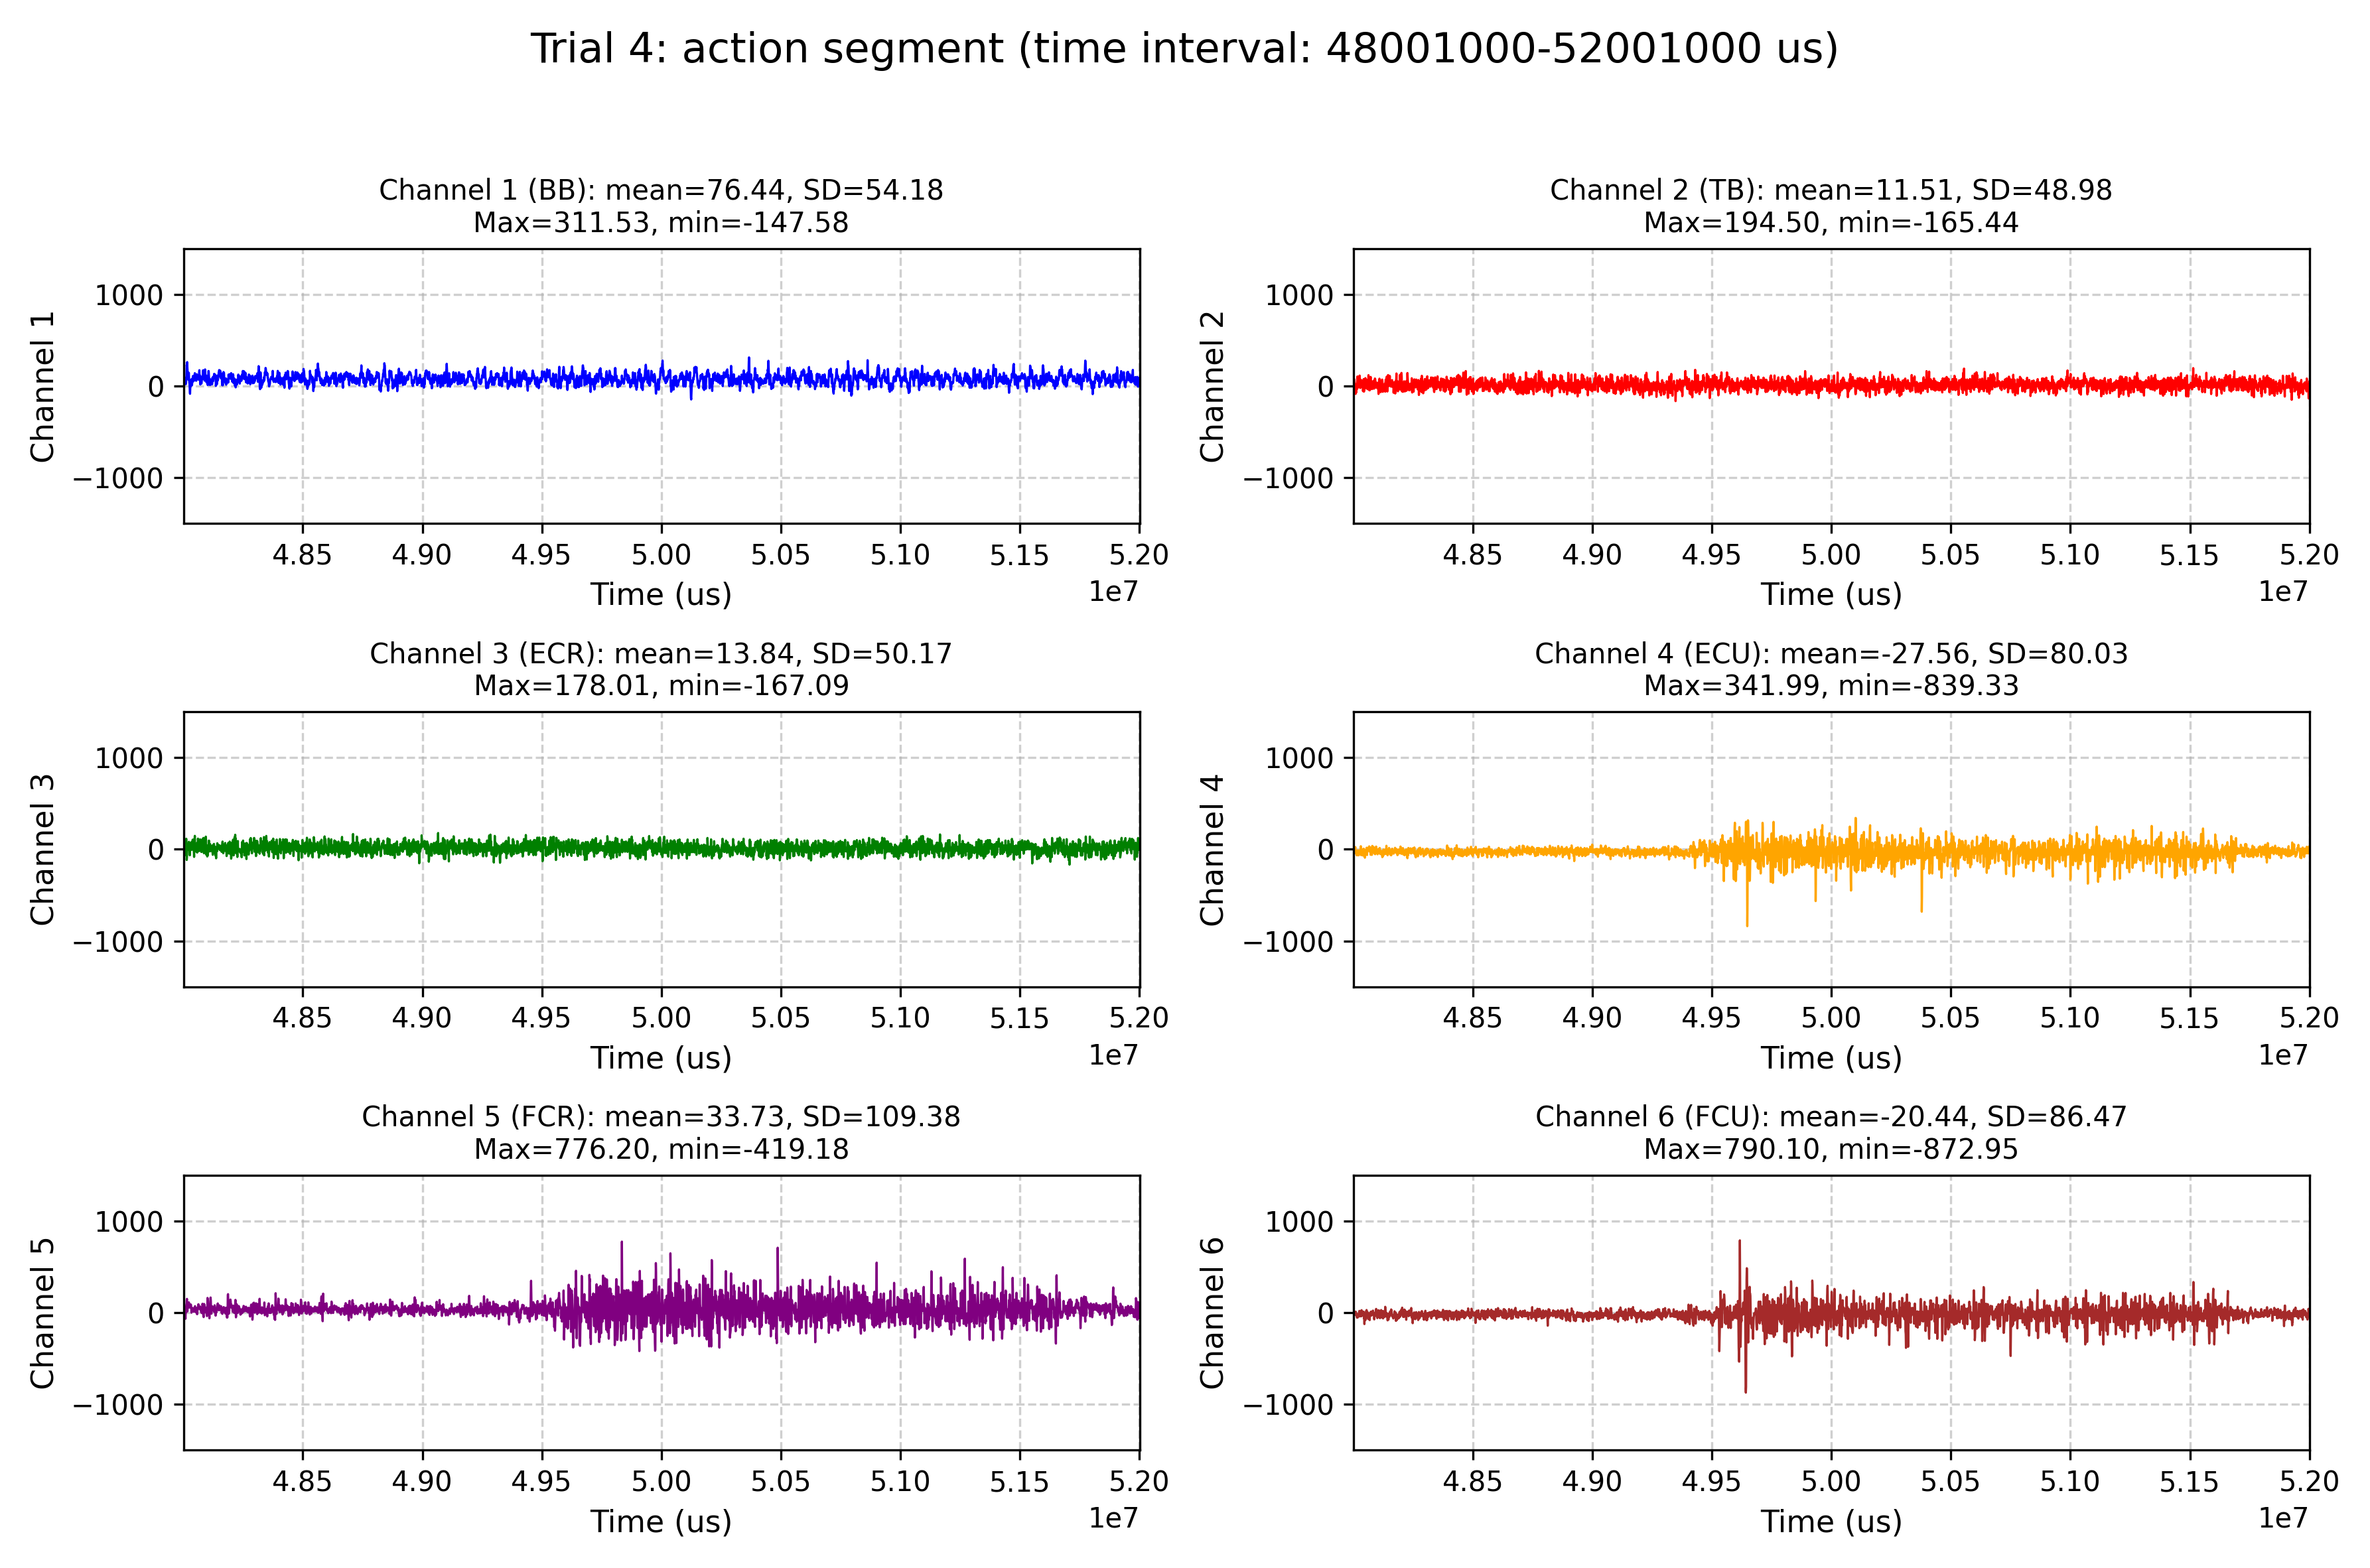 Trial 4: action segment (time interval: 48001000-52001000 us)
Channel 1 (BB): mean=76.44, SD=54.18
Max=311.53, min=-147.58
Channel 1
1000
0
−1000
4.85 4.90 4.95 5.00 5.05 5.10 5.15 5.20
Time (us)
1e7
Channel 2 (TB): mean=11.51, SD=48.98
Max=194.50, min=-165.44
Channel 2
1000
0
−1000
4.85 4.90 4.95 5.00 5.05 5.10 5.15 5.20
Time (us)
1e7
Channel 3 (ECR): mean=13.84, SD=50.17
Max=178.01, min=-167.09
Channel 3
1000
0
−1000
4.85 4.90 4.95 5.00 5.05 5.10 5.15 5.20
Time (us)
1e7
Channel 4 (ECU): mean=-27.56, SD=80.03
Max=341.99, min=-839.33
Channel 4
1000
0
−1000
4.85 4.90 4.95 5.00 5.05 5.10 5.15 5.20
Time (us)
1e7
Channel 5 (FCR): mean=33.73, SD=109.38
Max=776.20, min=-419.18
Channel 5
1000
0
−1000
4.85 4.90 4.95 5.00 5.05 5.10 5.15 5.20
Time (us)
1e7
Channel 6 (FCU): mean=-20.44, SD=86.47
Max=790.10, min=-872.95
Channel 6
1000
0
−1000
4.85 4.90 4.95 5.00 5.05 5.10 5.15 5.20
Time (us)
1e7